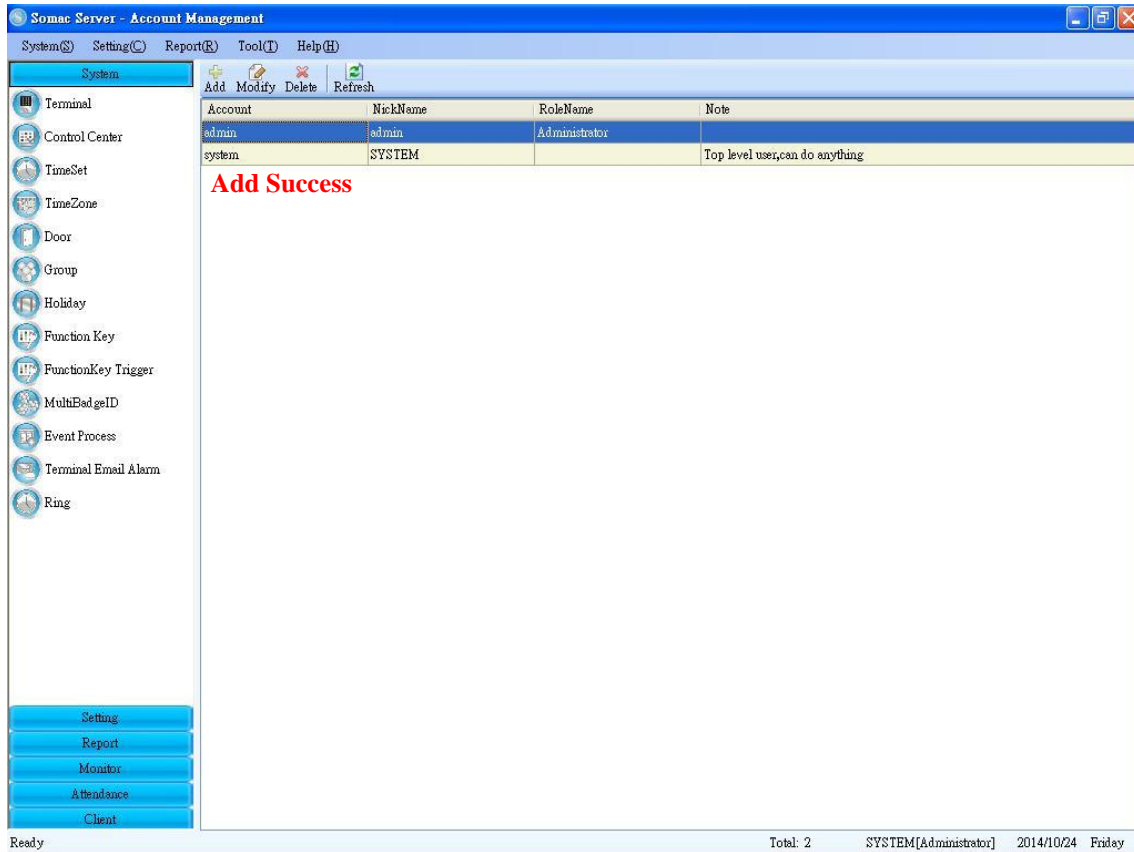 Somac Server - Account Management
System(S) Setting(C) Report(R) Tool(T) Help(H)
System
Add Modify Delete Refresh
Account NickName RoleName Note
admin admin Administrator
system SYSTEM Top level user,can do anything
Add Success
Terminal
Control Center
TimeSet
TimeZone
Door
Group
Holiday
Function Key
FunctionKey Trigger
MultiBadgeID
Event Process
Terminal Email Alarm
Ring
Setting
Report
Monitor
Attendance
Client
Ready Total: 2 SYSTEM[Administrator] 2014/10/24 Friday